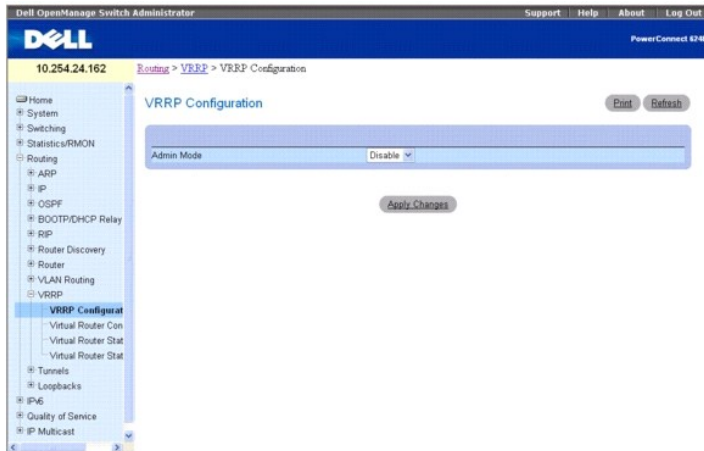 Dell OpenManage Switch Administrator
Support Help About Log Out
DELL
PowerConnect 6248
10.254.24.162
Routing > VRRP > VRRP Configuration
Home
System
Switching
Statistics/RMON
Routing
ARP
IP
OSPF
BOOTP/DHCP Relay
RIP
Router Discovery
Router
VLAN Routing
VRRP
VRRP Configurat
Virtual Router Con
Virtual Router Stat
Virtual Router Stat
Tunnels
Loopbacks
IPv6
Quality of Service
IP Multicast
VRRP Configuration
Print Refresh
Admin Mode Disable
Apply Changes